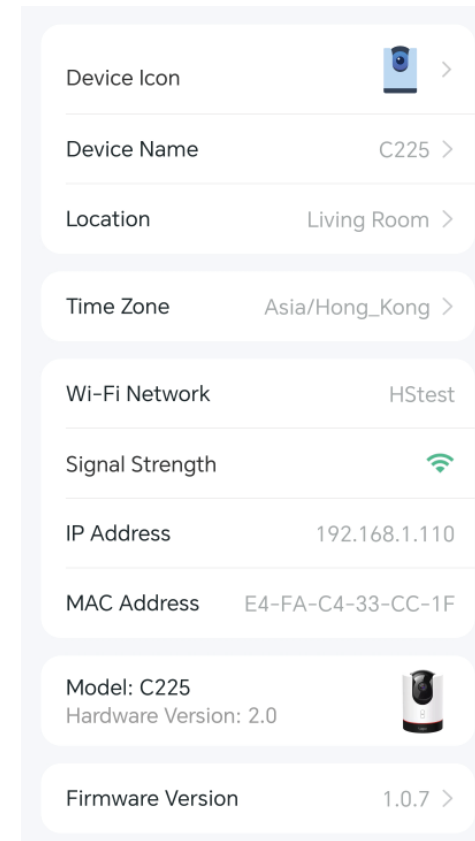 Device Icon
Device Name C225
Location Living Room
Time Zone Asia/Hong_Kong
Wi-Fi Network HStest
Signal Strength
IP Address 192.168.1.110
MAC Address E4-FA-C4-33-CC-1F
Model: C225
Hardware Version: 2.0
Firmware Version 1.0.7